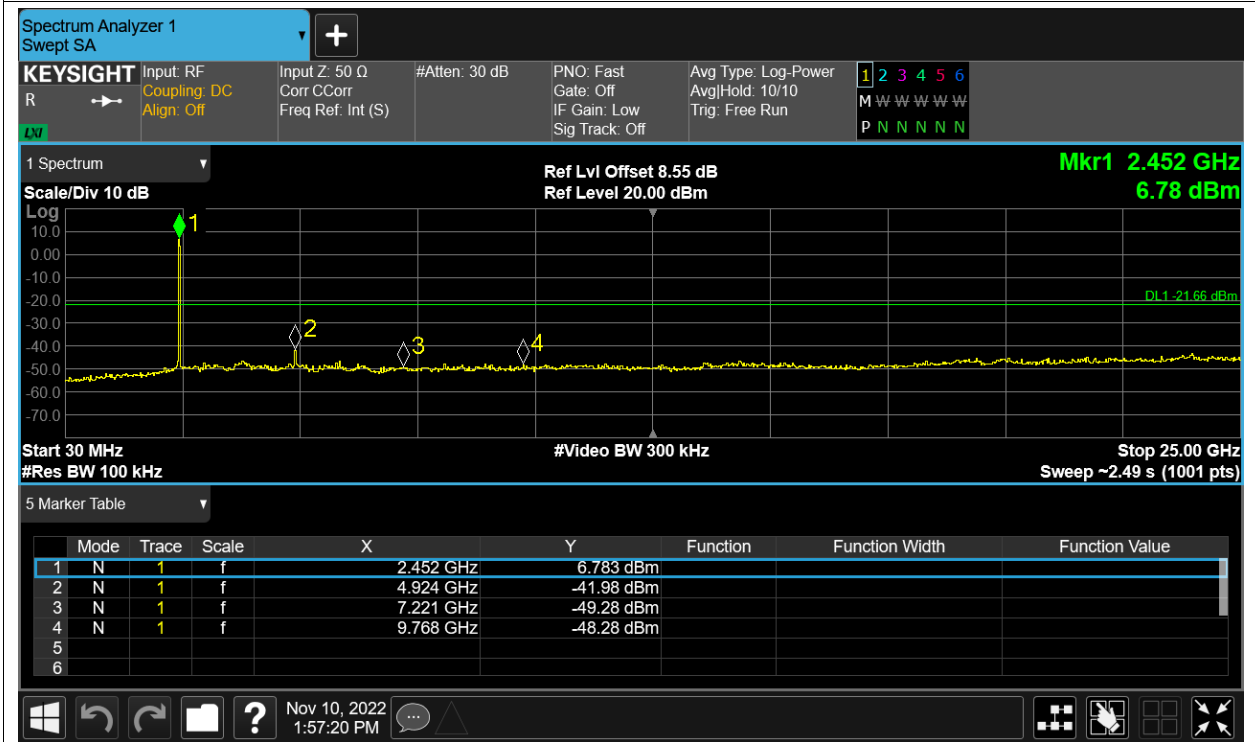 Spectrum Analyzer 1
Swept SA
KEYSIGHT
R
LXI
Input: RF
Coupling: DC
Align: Off
Input Z: 50 Ω
Corr CCorr
Freq Ref: Int (S)
#Atten: 30 dB
PNO: Fast
Gate: Off
IF Gain: Low
Sig Track: Off
Avg Type: Log-Power
Avg|Hold: 10/10
Trig: Free Run
1 2 3 4 5 6
M W W W W W
P N N N N N
1 Spectrum
Scale/Div 10 dB
Ref Lvl Offset 8.55 dB
Ref Level 20.00 dBm
Mkr1 2.452 GHz
6.78 dBm
Log
10.0
0.00
-10.0
-20.0
-30.0
-40.0
-50.0
-60.0
-70.0
1
2
3
4
DL1 -21.66 dBm
Start 30 MHz
#Video BW 300 kHz
Stop 25.00 GHz
#Res BW 100 kHz
Sweep ~2.49 s (1001 pts)
5 Marker Table
Mode Trace Scale X Y Function Function Width Function Value
1 N 1 f 2.452 GHz 6.783 dBm
2 N 1 f 4.924 GHz -41.98 dBm
3 N 1 f 7.221 GHz -49.28 dBm
4 N 1 f 9.768 GHz -48.28 dBm
5
6
?
Nov 10, 2022
1:57:20 PM